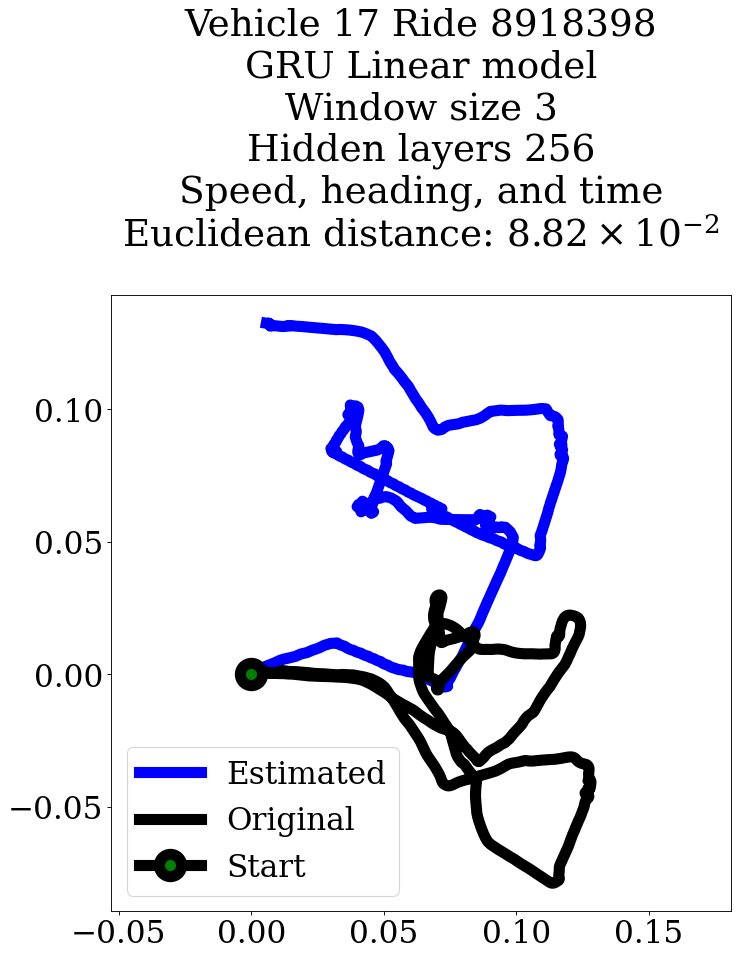 Vehicle 17 Ride 8918398
GRU Linear model
Window size 3
Hidden layers 256
Speed, heading, and time
Euclidean distance: 8.82 × 10⁻²
0.10
0.05
0.00
−0.05
Estimated
Original
Start
−0.05 0.00 0.05 0.10 0.15